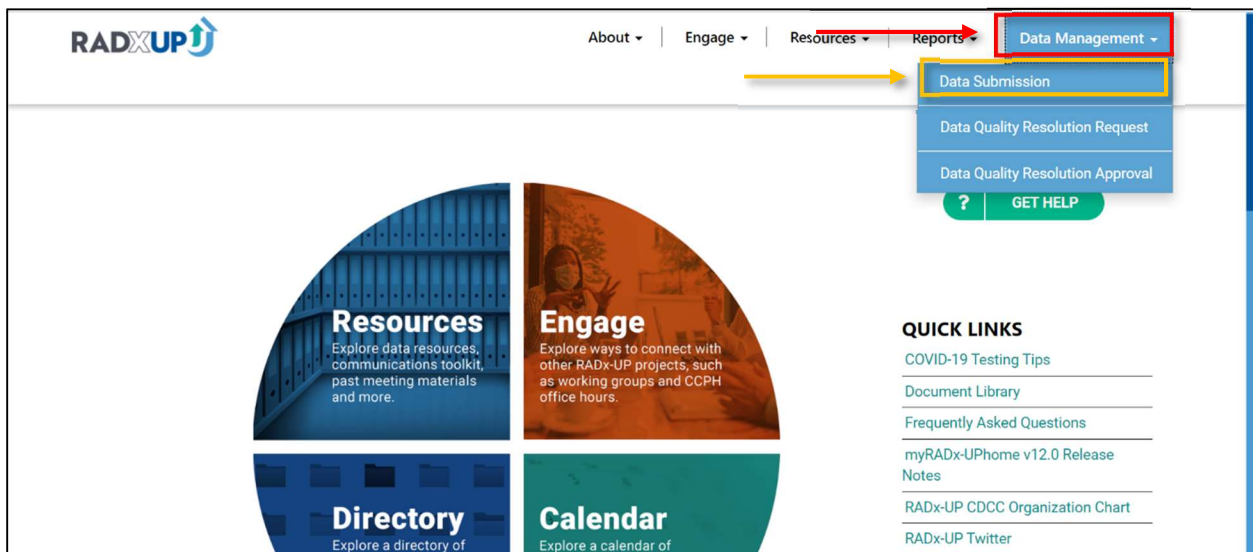 RADXUP
About
Engage
Resources
Reports
Data Management
Data Submission
Data Quality Resolution Request
Data Quality Resolution Approval
? GET HELP
Resources
Explore data resources,
communications toolkit,
past meeting materials
and more.
Engage
Explore ways to connect with
other RADx-UP projects, such
as working groups and CCPH
office hours.
Directory
Explore a directory of
Calendar
Explore a calendar of
QUICK LINKS
COVID-19 Testing Tips
Document Library
Frequently Asked Questions
myRADx-UPhome v12.0 Release
Notes
RADx-UP CDCC Organization Chart
RADx-UP Twitter